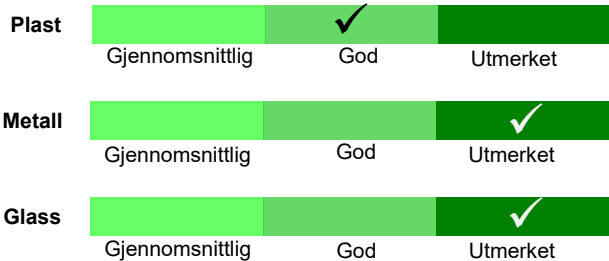 Plast
Gjennomsnittlig God Utmerket
Metall
Gjennomsnittlig God Utmerket
Glass
Gjennomsnittlig God Utmerket